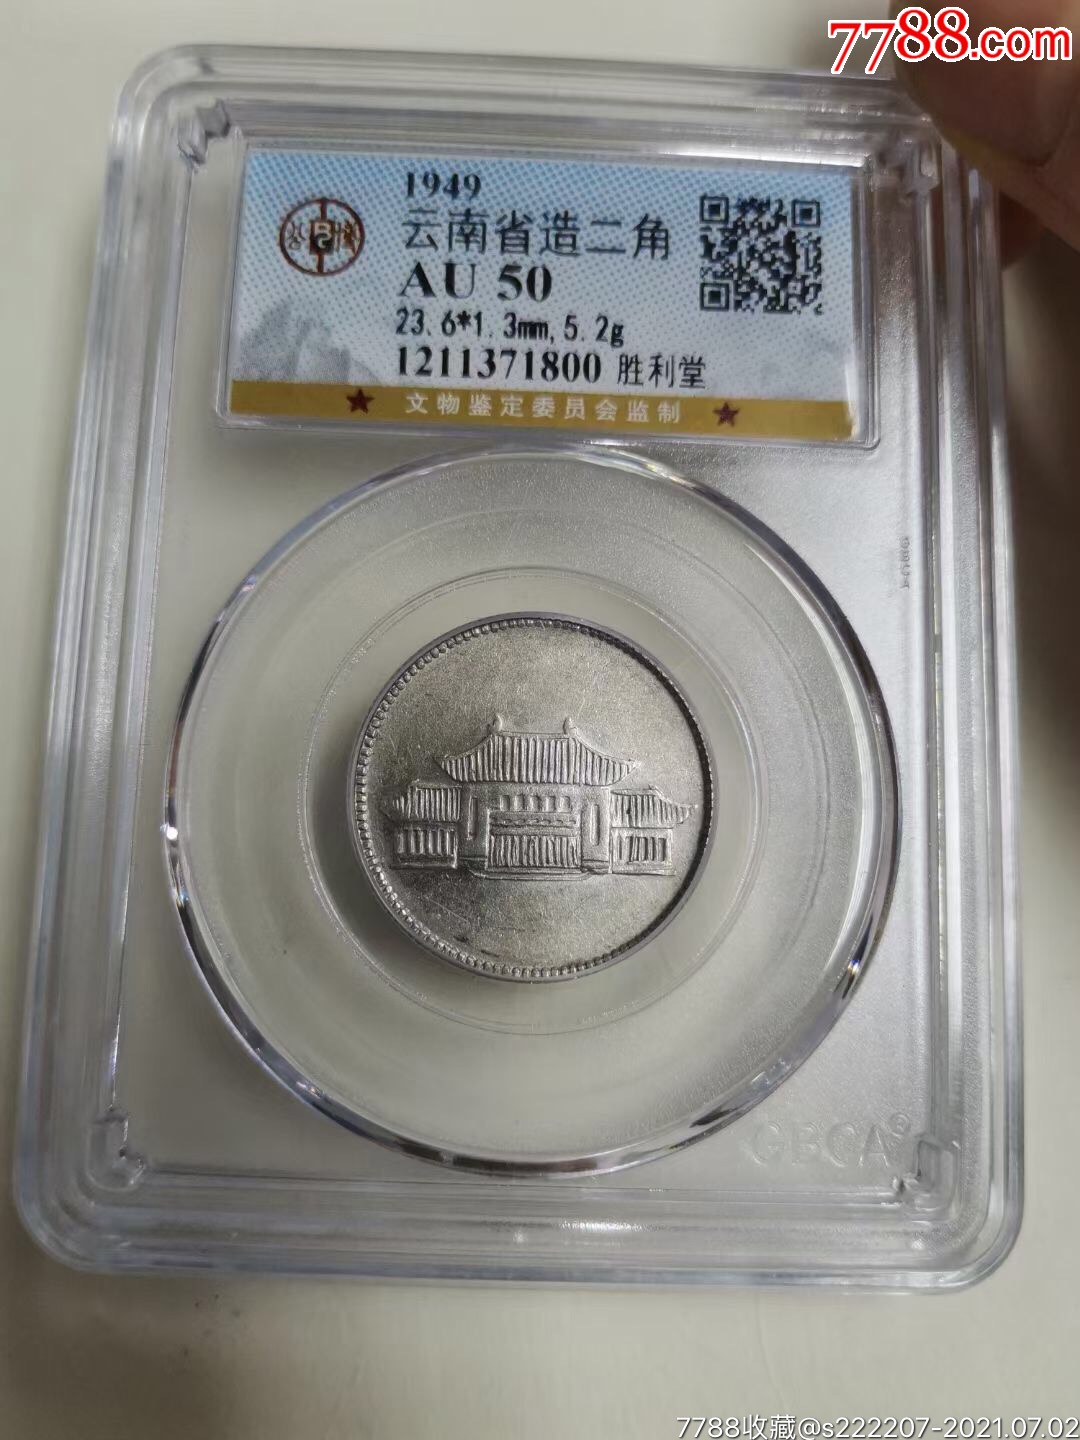 7788.com
1949
云南省造二角
AU 50
23.6*1.3mm,5.2g
1211371800 胜利堂
★ 文物鉴定委员会监制 ★
GBCA®
7788收藏@s222207-2021.07.02